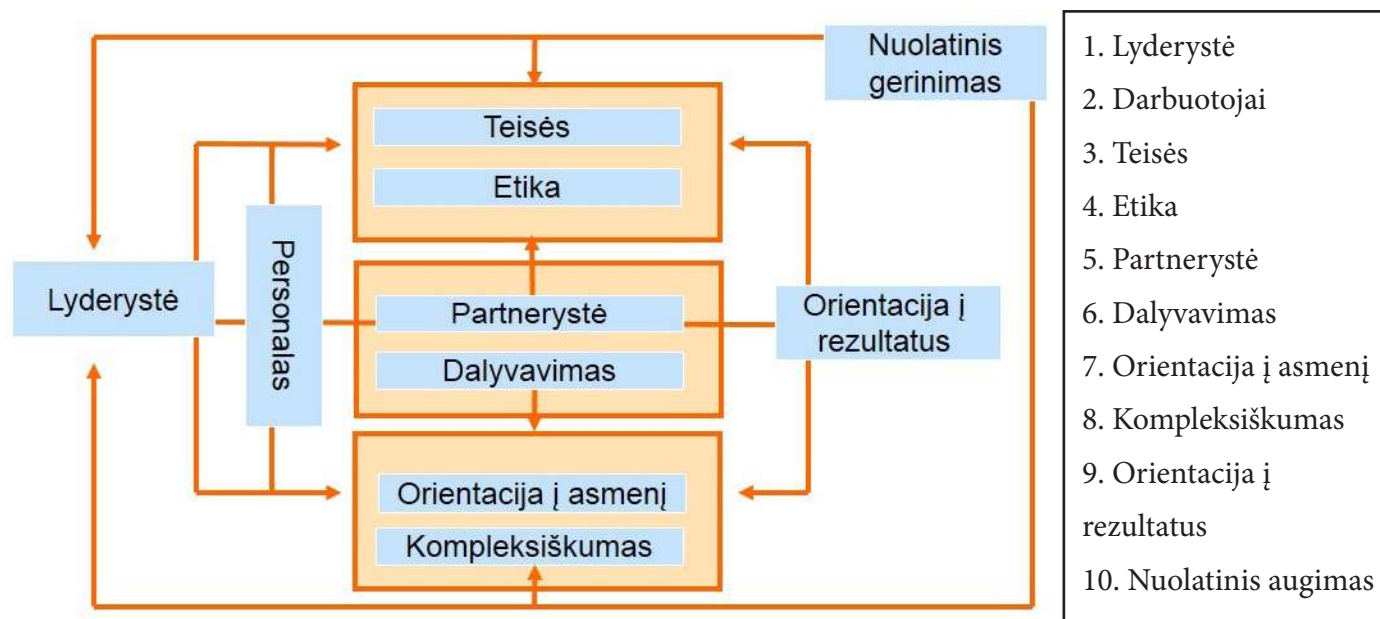 Nuolatinis
gerinimas
Teisės
Etika
Personalas
Lyderystė
Partnerystė
Dalyvavimas
Orientacija į
rezultatus
Orientacija į asmenį
Kompleksiškumas
1. Lyderystė
2. Darbuotojai
3. Teisės
4. Etika
5. Partnerystė
6. Dalyvavimas
7. Orientacija į asmenį
8. Kompleksiškumas
9. Orientacija į
rezultatus
10. Nuolatinis augimas